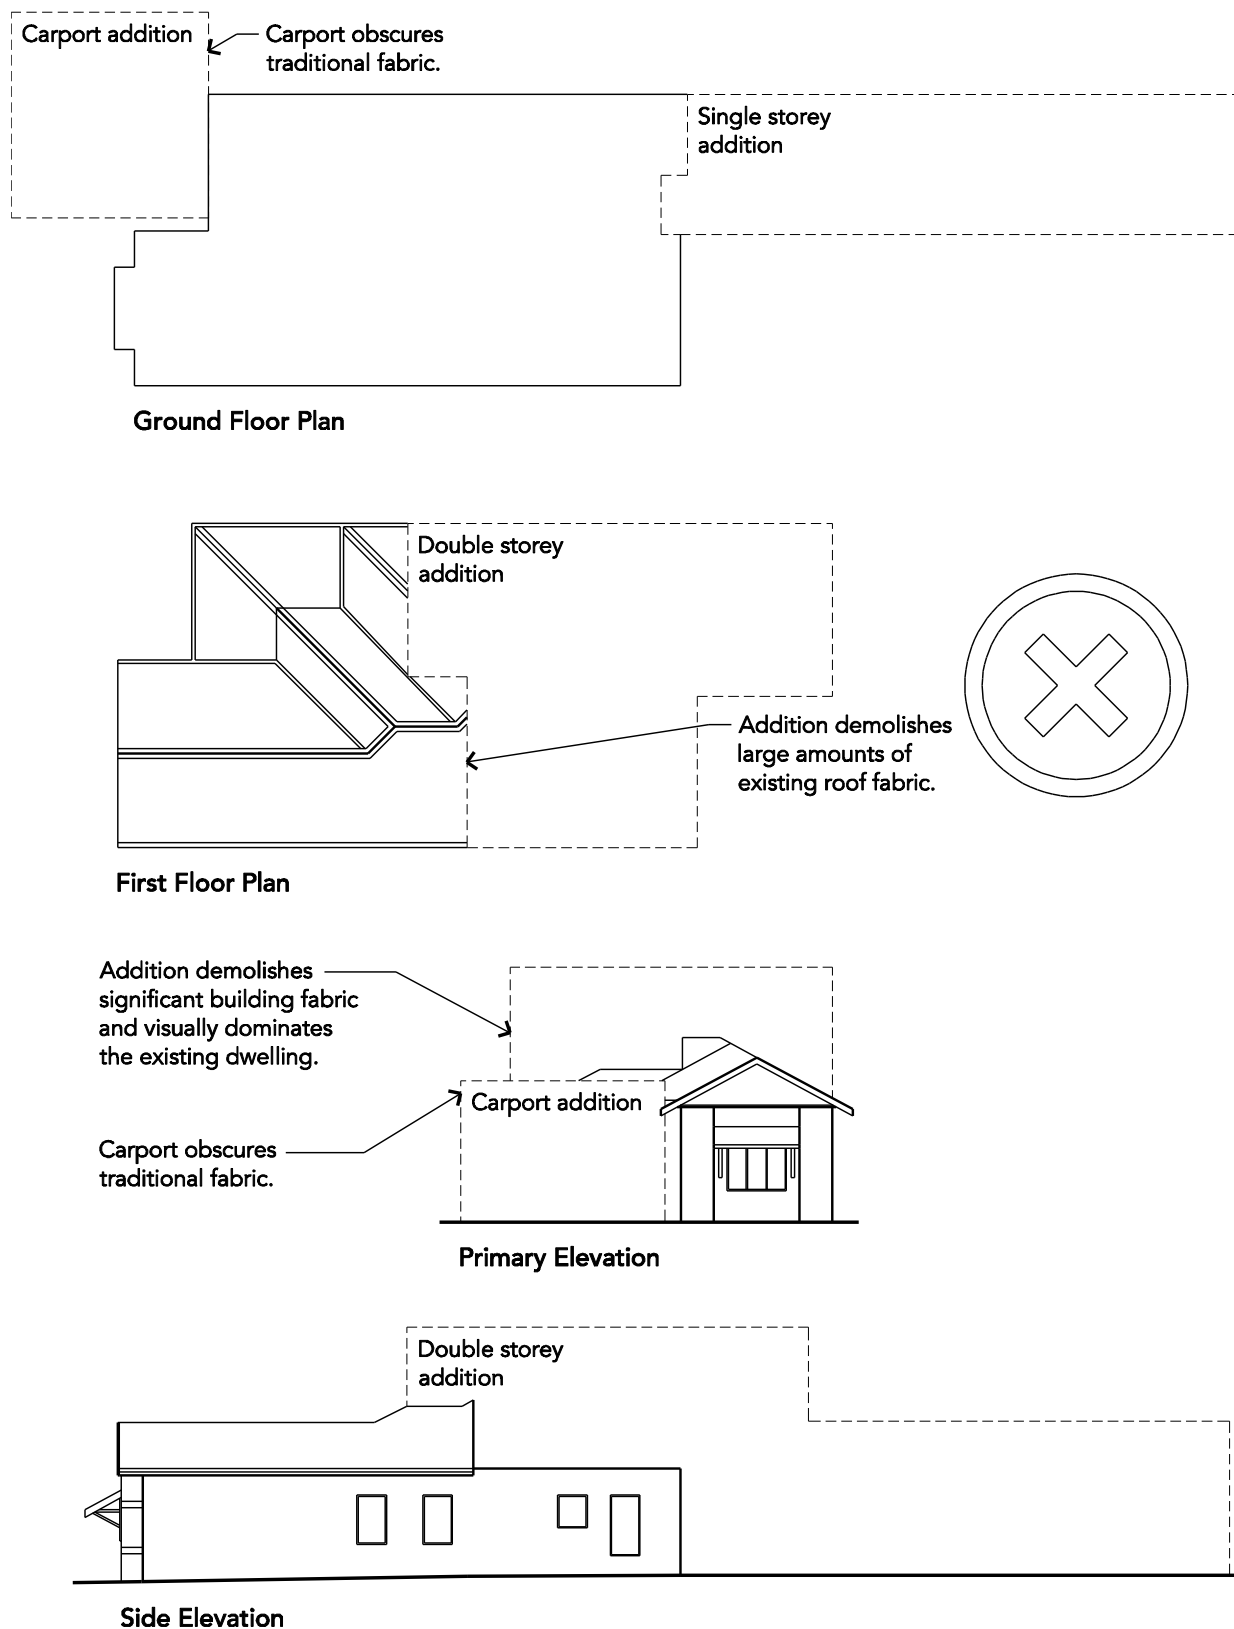 Carport addition
Carport obscures
traditional fabric.
Single storey
addition
Ground Floor Plan
Double storey
addition
Addition demolishes
large amounts of
existing roof fabric.
First Floor Plan
Addition demolishes
significant building fabric
and visually dominates
the existing dwelling.
Carport addition
Carport obscures
traditional fabric.
Primary Elevation
Double storey
addition
Side Elevation